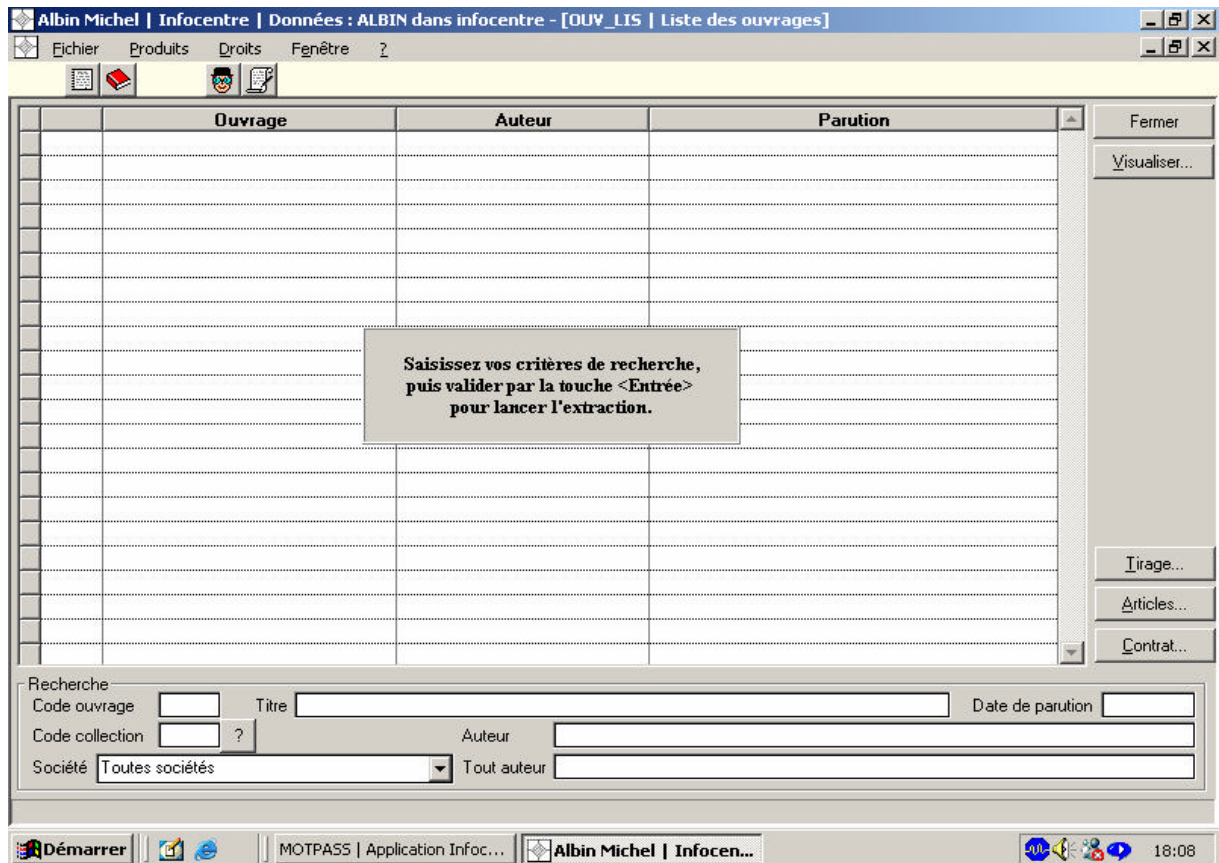 Albin Michel | Infocentre | Données : ALBIN dans infocentre - [OUV_LIS | Liste des ouvrages]
Fichier Produits Droits Fenêtre ?
Ouvrage Auteur Parution
Fermer
Visualiser...
Saisissez vos critères de recherche,
puis valider par la touche <Entrée>
pour lancer l'extraction.
Tirage...
Articles...
Contrat...
Recherche
Code ouvrage Titre Date de parution
Code collection ? Auteur
Société Toutes sociétés Tout auteur
Démarrer MOTPASS | Application Infoc... Albin Michel | Infocen... 18:08